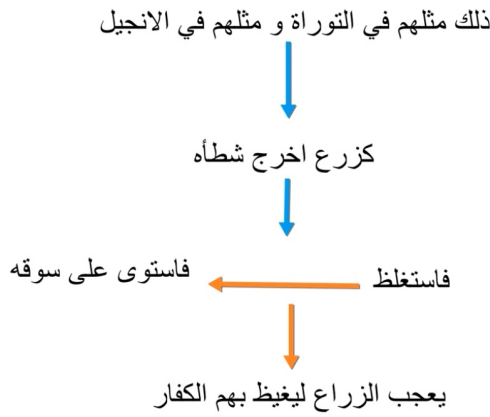 ذلك مثلهم في التوراة و مثلهم في الانجيل
كزرع اخرج شطأه
فاستغلظ
فاستوى على سوقه
يعجب الزراع ليغيظ بهم الكفار